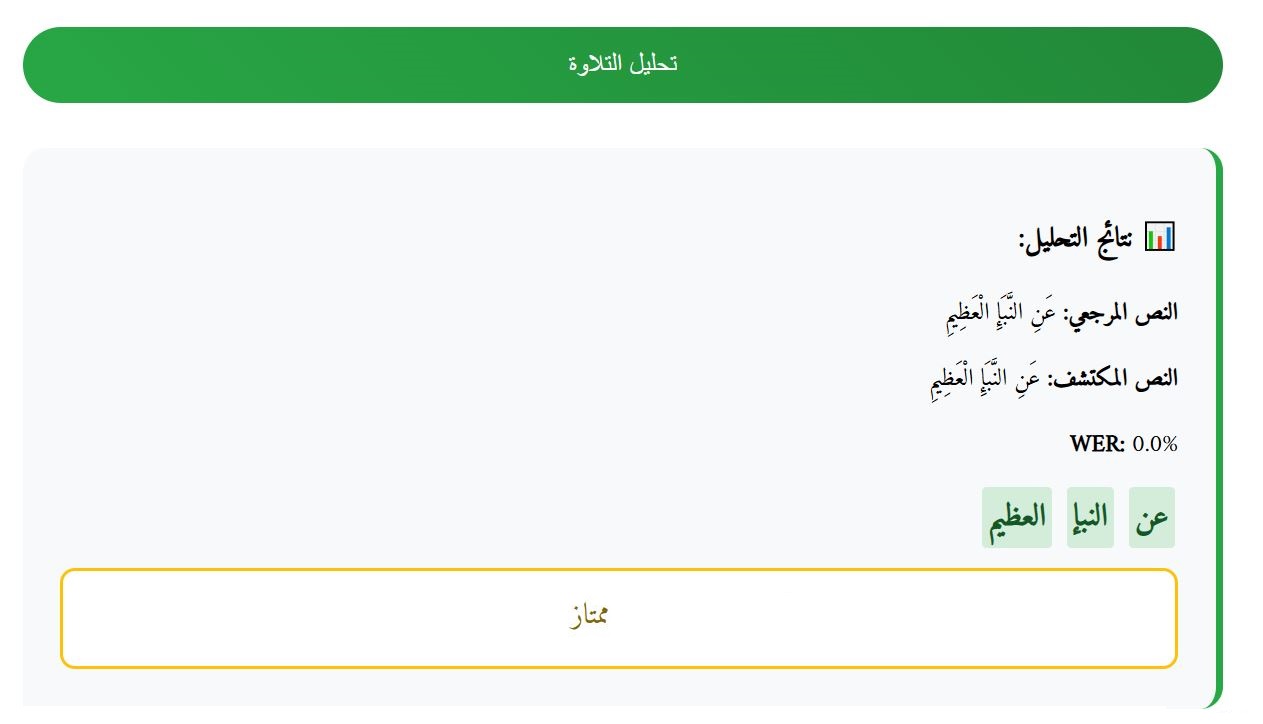 تحليل التلاوة
📊 نتائج التحليل:
النص المرجعي: عَنِ النَّبَإِ الْعَظِيمِ
النص المكتشف: عَنِ النَّبَإِ الْعَظِيمِ
WER: 0.0%
عن النبإ العظيم
ممتاز